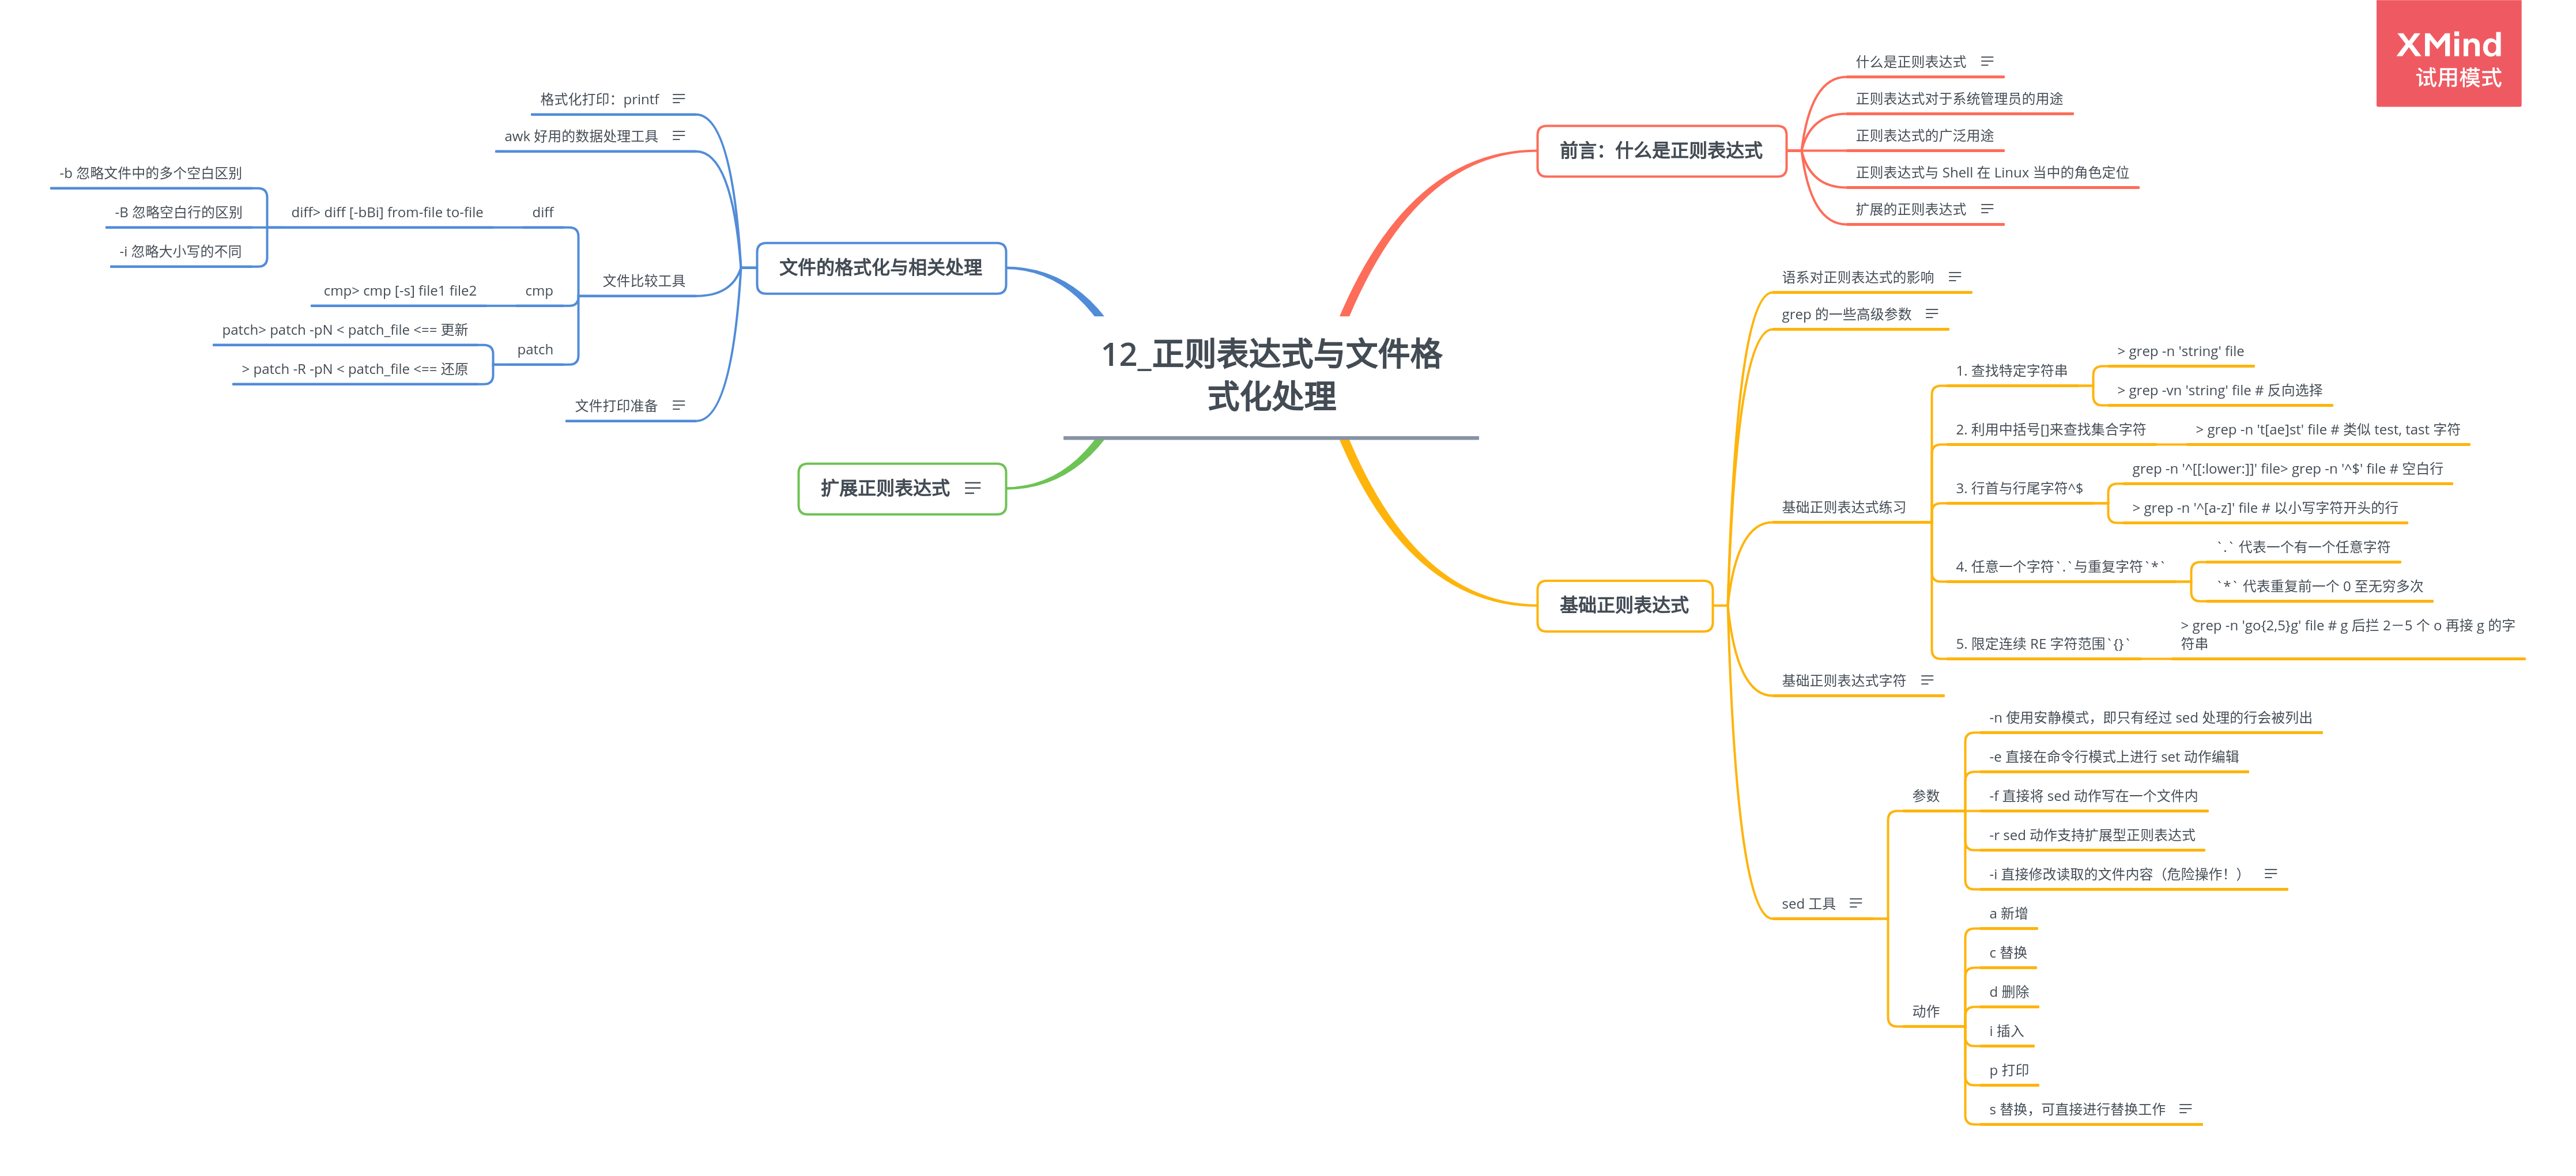 XMind
试用模式
12_正则表达式与文件格
式化处理
前言：什么是正则表达式
什么是正则表达式
正则表达式对于系统管理员的用途
正则表达式的广泛用途
正则表达式与 Shell 在 Linux 当中的角色定位
扩展的正则表达式
基础正则表达式
语系对正则表达式的影响
grep 的一些高级参数
基础正则表达式练习
1. 查找特定字符串
> grep -n 'string' file
> grep -vn 'string' file # 反向选择
2. 利用中括号[]来查找集合字符
> grep -n 't[ae]st' file # 类似 test, tast 字符
3. 行首与行尾字符^$
grep -n '^[[:lower:]]' file> grep -n '^$' file # 空白行
> grep -n '^[a-z]' file # 以小写字符开头的行
4. 任意一个字符`.`与重复字符`*`
`.` 代表一个有一个任意字符
`*` 代表重复前一个 0 至无穷多次
5. 限定连续 RE 字符范围`{}`
> grep -n 'go{2,5}g' file # g 后拦 2－5 个 o 再接 g 的字
符串
基础正则表达式字符
sed 工具
参数
-n 使用安静模式，即只有经过 sed 处理的行会被列出
-e 直接在命令行模式上进行 set 动作编辑
-f 直接将 sed 动作写在一个文件内
-r sed 动作支持扩展型正则表达式
-i 直接修改读取的文件内容（危险操作！）
动作
a 新增
c 替换
d 删除
i 插入
p 打印
s 替换，可直接进行替换工作
文件的格式化与相关处理
格式化打印：printf
awk 好用的数据处理工具
文件比较工具
diff
diff> diff [-bBi] from-file to-file
-b 忽略文件中的多个空白区别
-B 忽略空白行的区别
-i 忽略大小写的不同
cmp
cmp> cmp [-s] file1 file2
patch
patch> patch -pN < patch_file <== 更新
> patch -R -pN < patch_file <== 还原
文件打印准备
扩展正则表达式